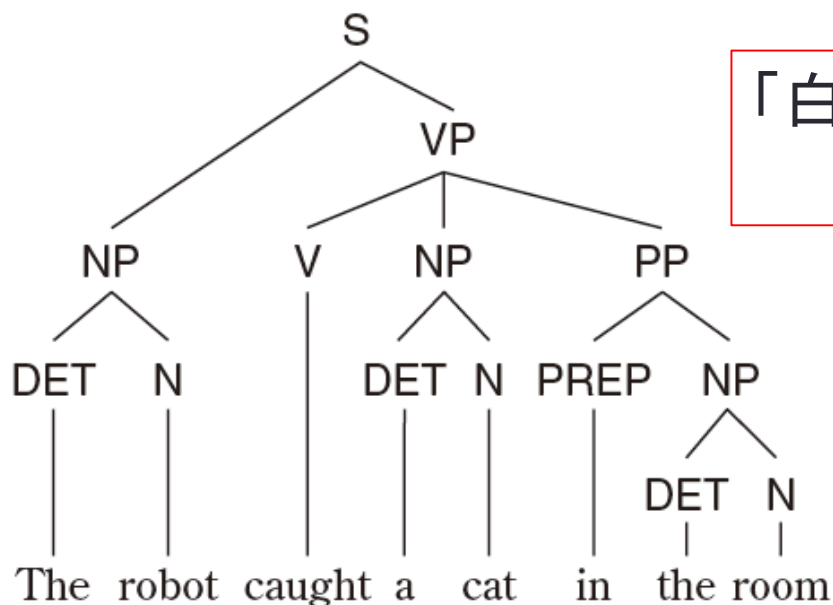 S
「白
VP
NP V NP PP
DET N DET N PREP NP
DET N
The robot caught a cat in the room